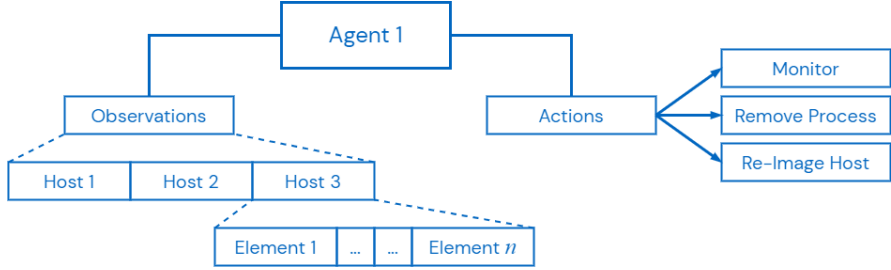 Agent 1
Observations
Actions
Monitor
Remove Process
Re-Image Host
Host 1
Host 2
Host 3
Element 1
...
...
Element n